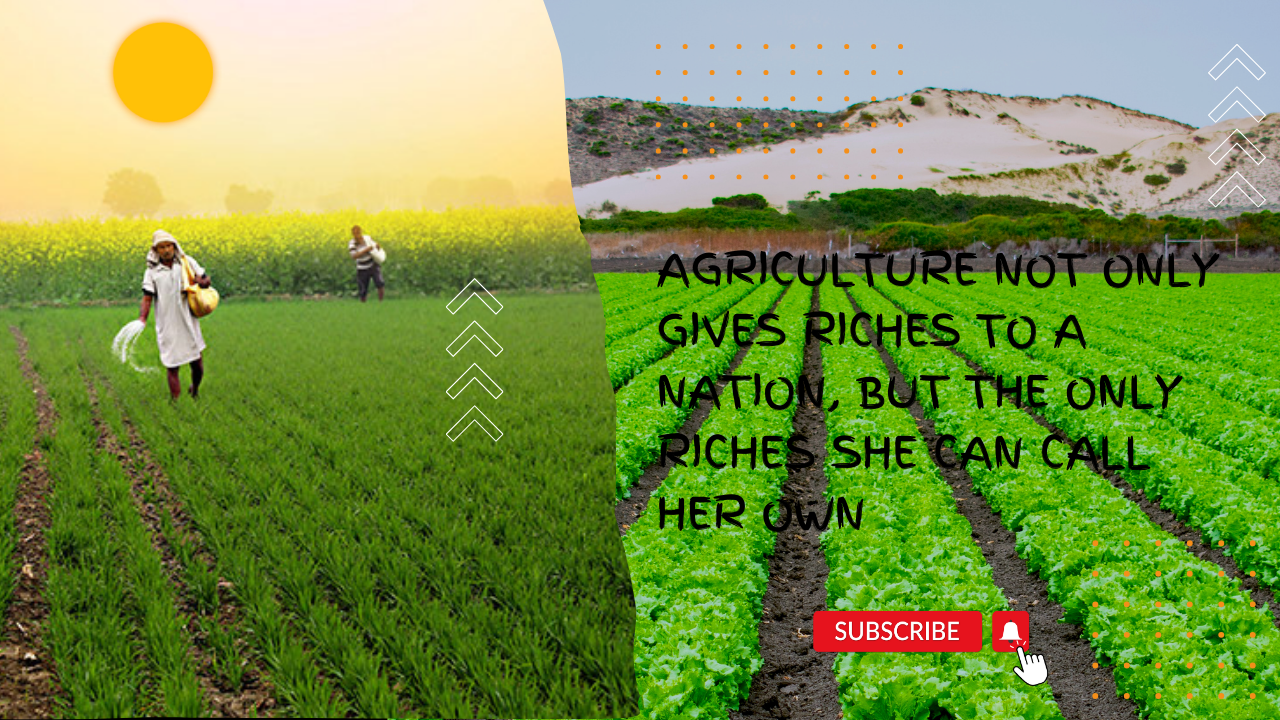 AGRICULTURE NOT ONLY
GIVES RICHES TO A
NATION, BUT THE ONLY
RICHES SHE CAN CALL
HER OWN
SUBSCRIBE